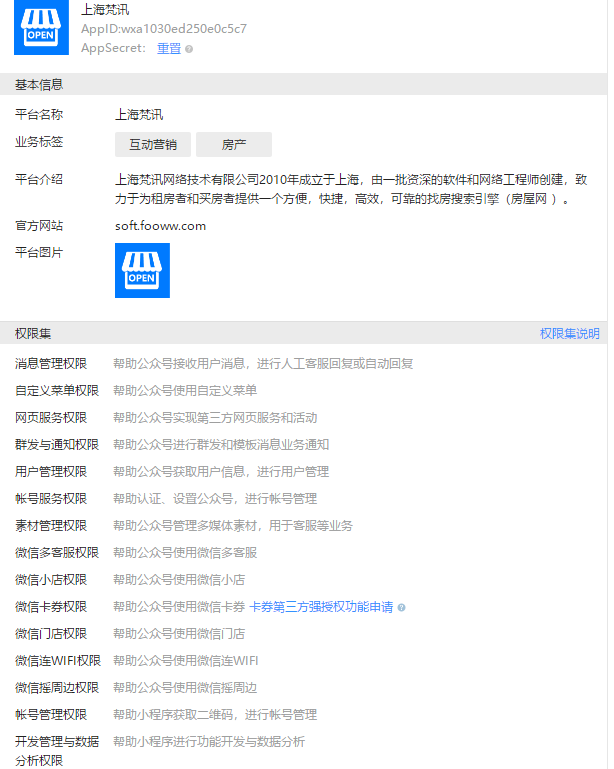 OPEN
上海梵讯
AppID:wxa1030ed250e0c5c7
AppSecret: 重置
基本信息
平台名称 上海梵讯
业务标签 互动营销 房产
平台介绍 上海梵讯网络技术有限公司2010年成立于上海，由一批资深的软件和网络工程师创建，致
力于为租房者和买房者提供一个方便，快捷，高效，可靠的找房搜索引擎（房屋网 ）。
官方网站 soft.fooww.com
平台图片 OPEN
权限集 权限集说明
消息管理权限 帮助公众号接收用户消息，进行人工客服回复或自动回复
自定义菜单权限 帮助公众号使用自定义菜单
网页服务权限 帮助公众号实现第三方网页服务和活动
群发与通知权限 帮助公众号进行群发和模板消息业务通知
用户管理权限 帮助公众号获取用户信息，进行用户管理
帐号服务权限 帮助认证、设置公众号，进行帐号管理
素材管理权限 帮助公众号管理多媒体素材，用于客服等业务
微信多客服权限 帮助公众号使用微信多客服
微信小店权限 帮助公众号使用微信小店
微信卡券权限 帮助公众号使用微信卡券 卡券第三方强授权功能申请 ?
微信门店权限 帮助公众号使用微信门店
微信连WIFI权限 帮助公众号使用微信连WIFI
微信摇周边权限 帮助公众号使用微信摇周边
帐号管理权限 帮助小程序获取二维码，进行帐号管理
开发管理与数据 帮助小程序进行功能开发与数据分析
分析权限